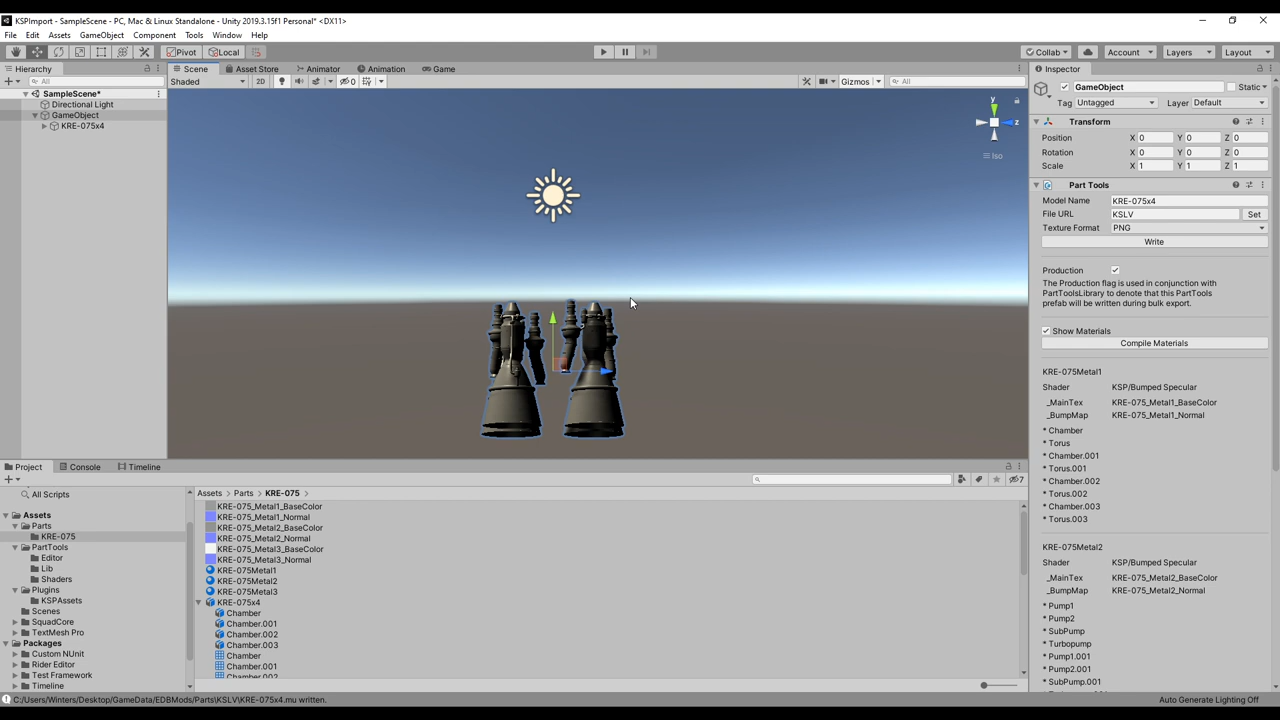 KSPImport - SampleScene - PC, Mac & Linux Standalone - Unity 2019.3.15f1 Personal* <DX11>
File Edit Assets GameObject Component Tools Window Help
Pivot Local Collab Account Layers Layout
Hierarchy
All
SampleScene*
Directional Light
GameObject
KRE-075x4
Scene Asset Store Animator Animation Game
Shaded 2D 0 Gizmos All
y
z
Iso
Inspector
GameObject Static
Tag Untagged Layer Default
Transform
Position X 0 Y 0 Z 0
Rotation X 0 Y 0 Z 0
Scale X 1 Y 1 Z 1
Part Tools
Model Name KRE-075x4
File URL KSLV Set
Texture Format PNG
Write
Production
The Production flag is used in conjunction with
PartToolsLibrary to denote that this PartTools
prefab will be written during bulk export.
Show Materials
Compile Materials
KRE-075Metal1
Shader KSP/Bumped Specular
_MainTex KRE-075_Metal1_BaseColor
_BumpMap KRE-075_Metal1_Normal
* Chamber
* Torus
* Chamber.001
* Torus.001
* Chamber.002
* Torus.002
* Chamber.003
* Torus.003
KRE-075Metal2
Shader KSP/Bumped Specular
_MainTex KRE-075_Metal2_BaseColor
_BumpMap KRE-075_Metal2_Normal
* Pump1
* Pump2
* SubPump
* Turbopump
* Pump1.001
* Pump2.001
* SubPump.001
Project Console Timeline
7
All Scripts
Assets
Parts
KRE-075
PartTools
Editor
Lib
Shaders
Plugins
KSPAssets
Scenes
SquadCore
TextMesh Pro
Packages
Custom NUnit
Rider Editor
Test Framework
Timeline
Assets > Parts > KRE-075 >
KRE-075_Metal1_BaseColor
KRE-075_Metal1_Normal
KRE-075_Metal2_BaseColor
KRE-075_Metal2_Normal
KRE-075_Metal3_BaseColor
KRE-075_Metal3_Normal
KRE-075Metal1
KRE-075Metal2
KRE-075Metal3
KRE-075x4
Chamber
Chamber.001
Chamber.002
Chamber.003
Chamber
Chamber.001
Chamber.002
C:/Users/Winters/Desktop/GameData/EDBMods/Parts\KSLV\KRE-075x4.mu written.
Auto Generate Lighting Off